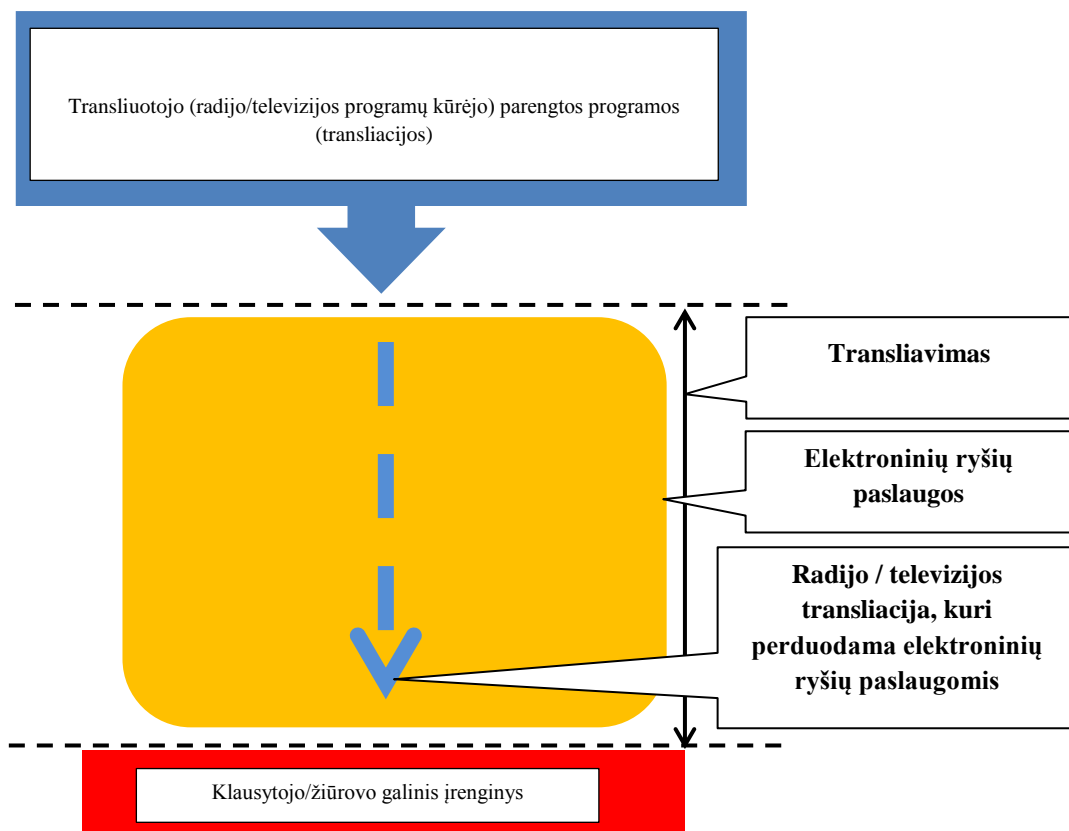 Transliuotojo (radijo/televizijos programų kūrėjo) parengtos programos
(transliacijos)
Transliavimas
Elektroninių ryšių
paslaugos
Radijo / televizijos
transliacija, kuri
perduodama elektroninių
ryšių paslaugomis
Klausytojo/žiūrovo galinis įrenginys